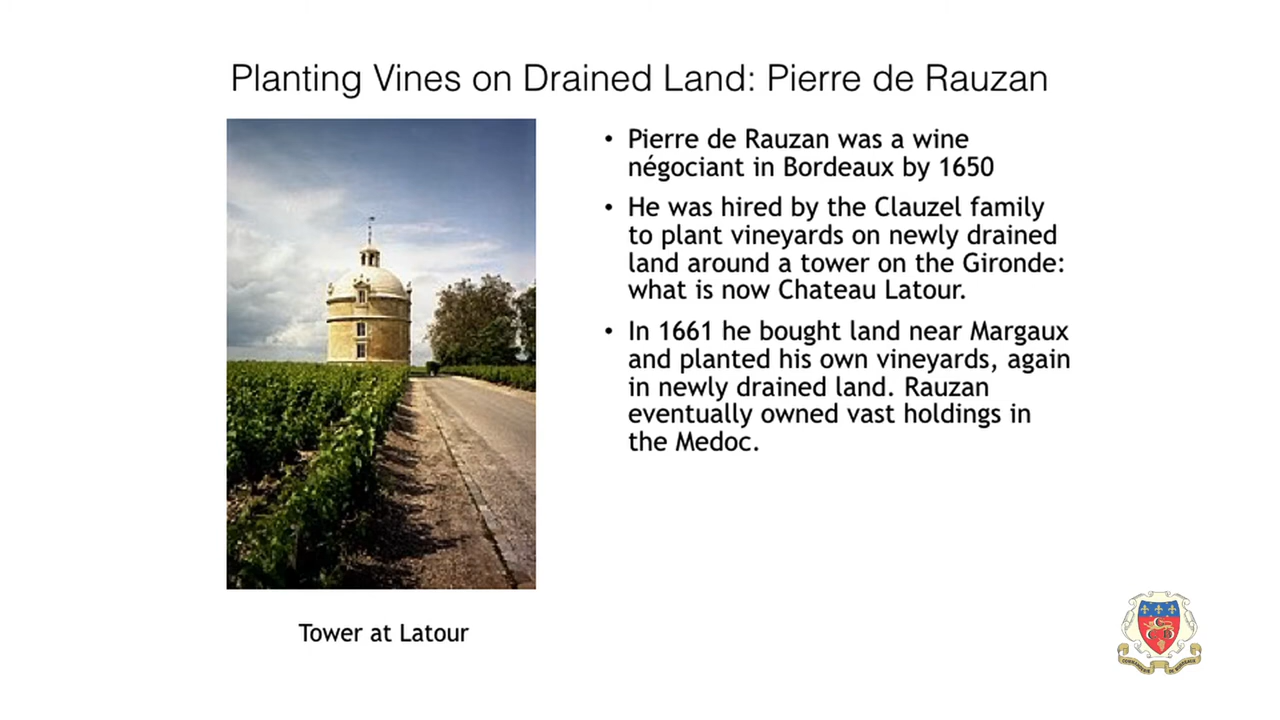 Planting Vines on Drained Land: Pierre de Rauzan
• Pierre de Rauzan was a wine
négociant in Bordeaux by 1650
• He was hired by the Clauzel family
to plant vineyards on newly drained
land around a tower on the Gironde:
what is now Chateau Latour.
• In 1661 he bought land near Margaux
and planted his own vineyards, again
in newly drained land. Rauzan
eventually owned vast holdings in
the Medoc.
Tower at Latour
COMMANDERIE DE BORDEAUX